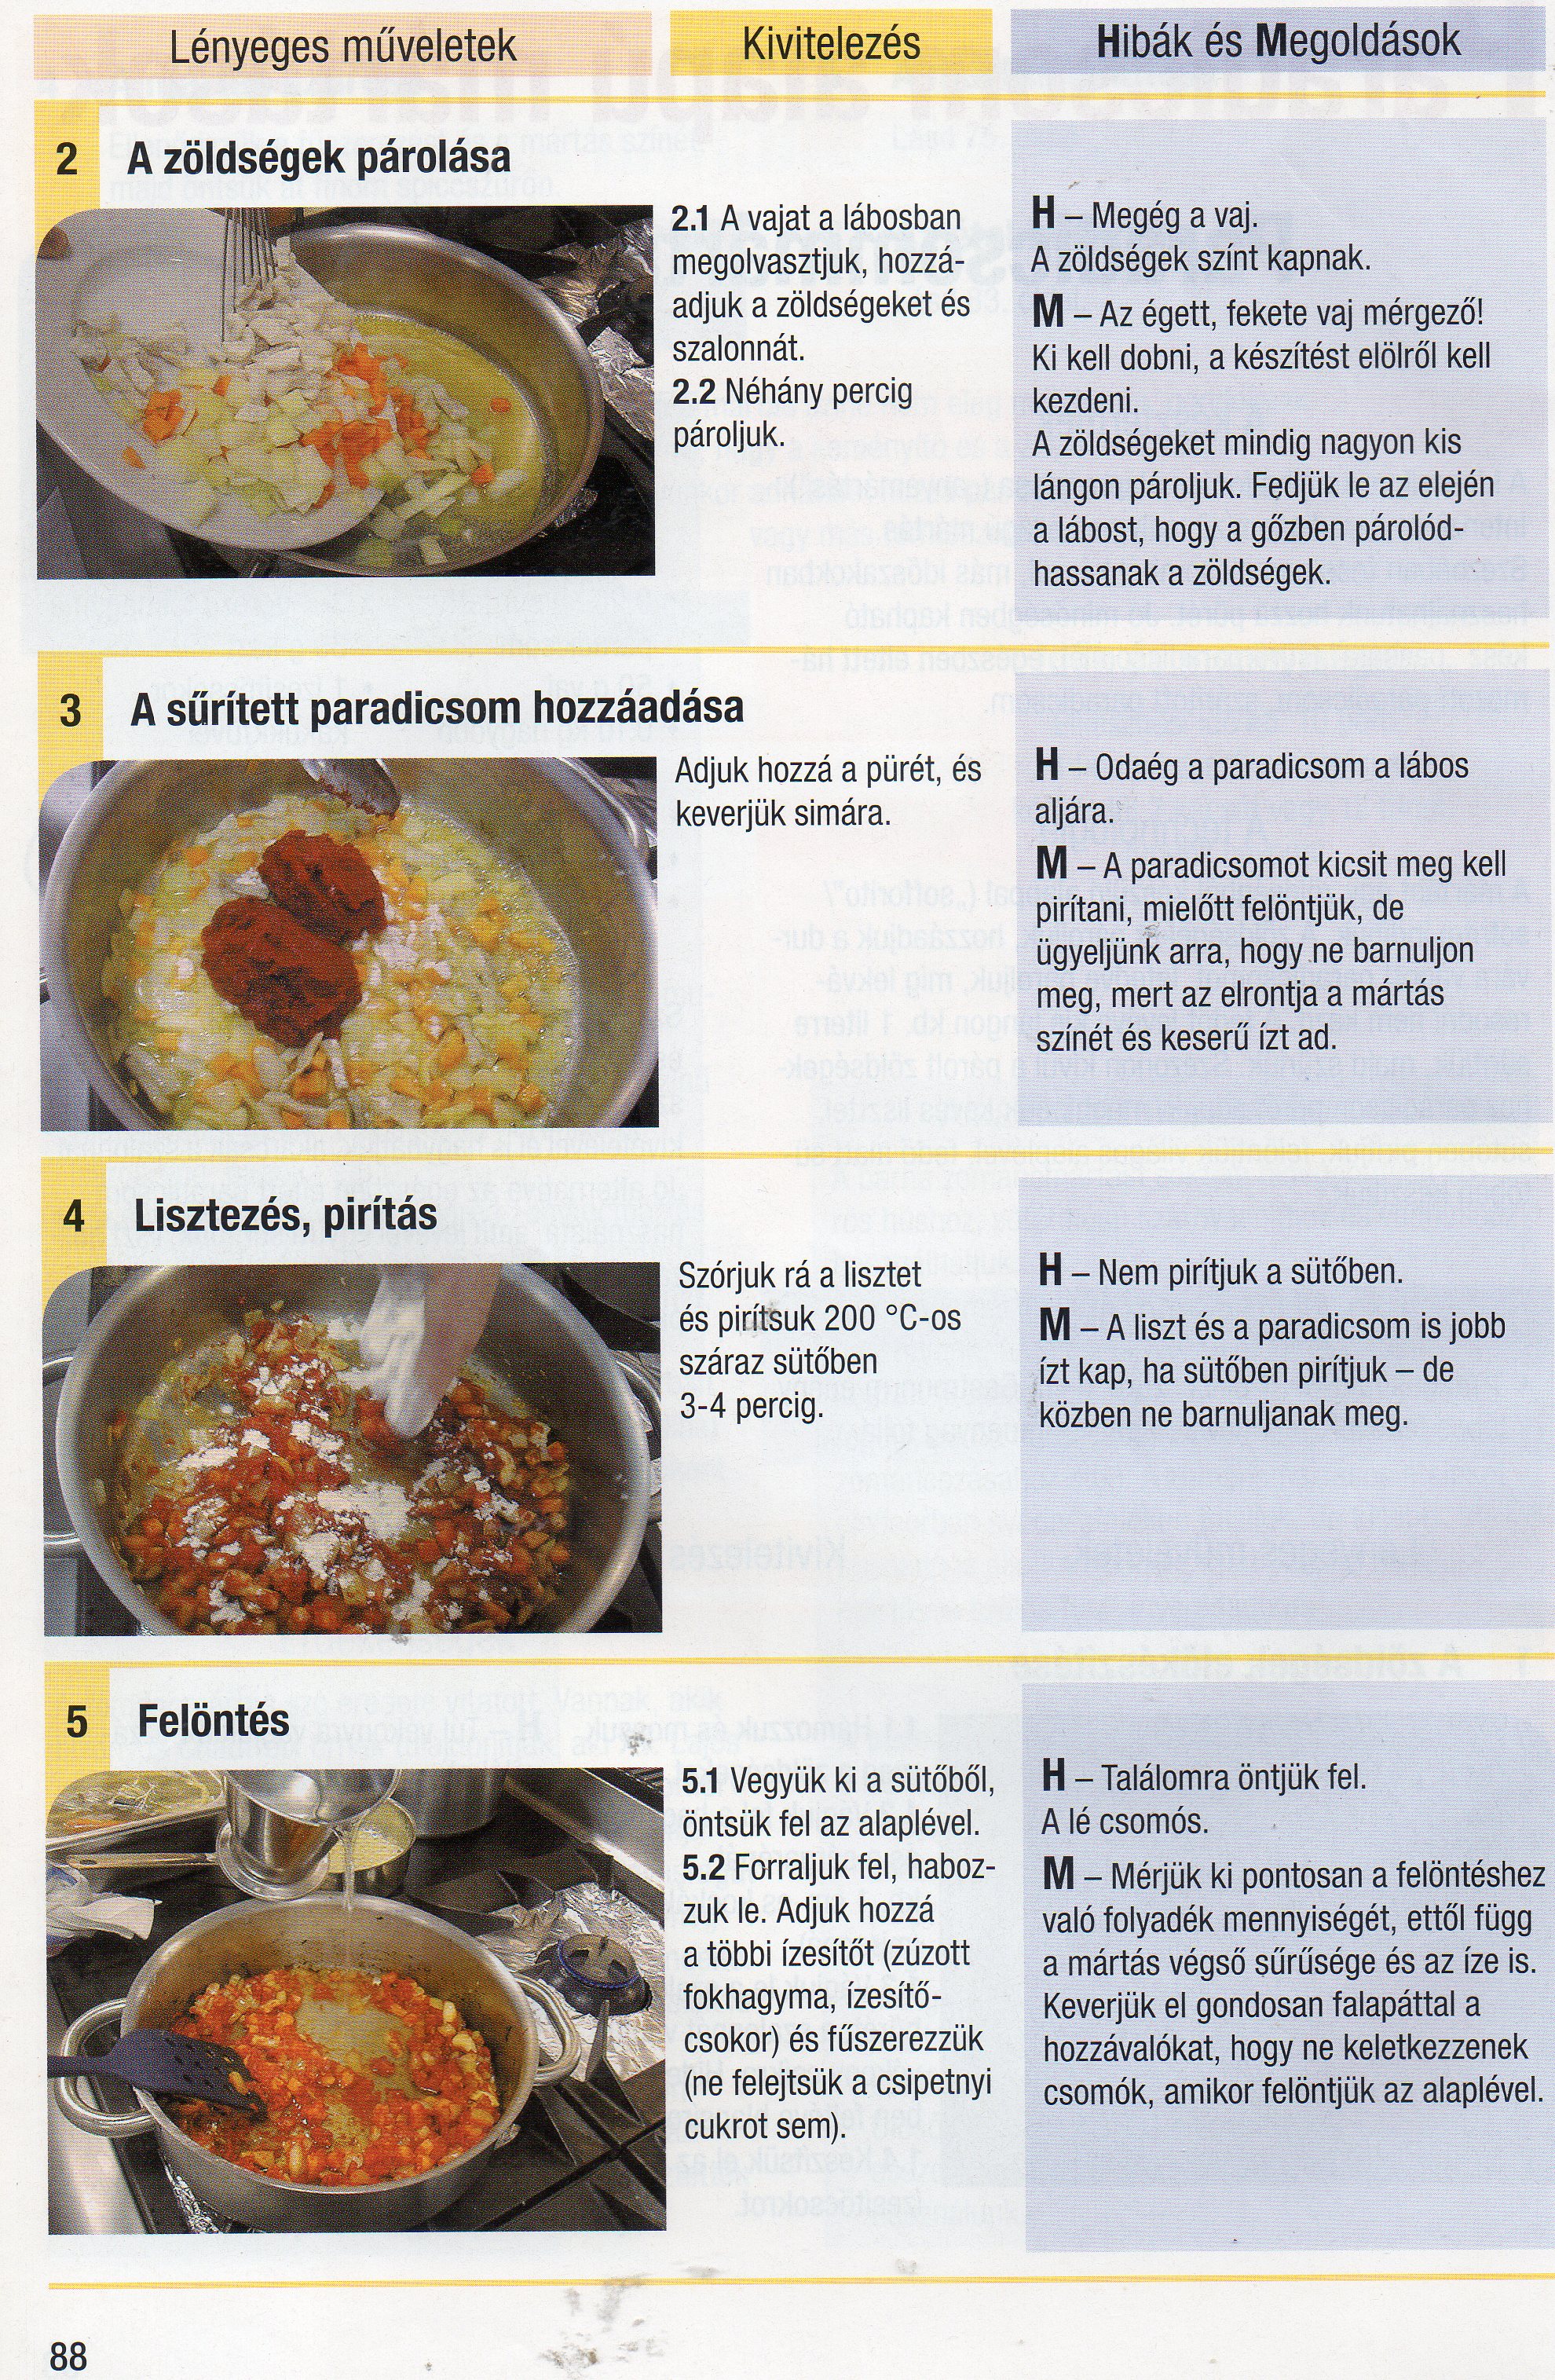 Lényeges műveletek
Kivitelezés
Hibák és Megoldások
2 A zöldségek párolása
2.1 A vajat a lábosban
megolvasztjuk, hozzá-
adjuk a zöldségeket és
szalonnát.
2.2 Néhány percig
pároljuk.
H – Megég a vaj.
A zöldségek színt kapnak.
M – Az égett, fekete vaj mérgező!
Ki kell dobni, a készítést elölről kell
kezdeni.
A zöldségeket mindig nagyon kis
lángon pároljuk. Fedjük le az elején
a lábost, hogy a gőzben párolód-
hassanak a zöldségek.
3 A sűrített paradicsom hozzáadása
Adjuk hozzá a pürét, és
keverjük simára.
H – Odaég a paradicsom a lábos
aljára.
M – A paradicsomot kicsit meg kell
pirítani, mielőtt felöntjük, de
ügyeljünk arra, hogy ne barnuljon
meg, mert az elrontja a mártás
színét és keserű ízt ad.
4 Lisztezés, pirítás
Szórjuk rá a lisztet
és pirítsuk 200 °C-os
száraz sütőben
3-4 percig.
H – Nem pirítjuk a sütőben.
M – A liszt és a paradicsom is jobb
ízt kap, ha sütőben pirítjuk – de
közben ne barnuljanak meg.
5 Felöntés
5.1 Vegyük ki a sütőből,
öntsük fel az alaplével.
5.2 Forraljuk fel, haboz-
zuk le. Adjuk hozzá
a többi ízesítőt (zúzott
fokhagyma, ízesítő-
csokor) és fűszerezzük
(ne felejtsük a csipetnyi
cukrot sem).
H – Találomra öntjük fel.
A lé csomós.
M – Mérjük ki pontosan a felöntéshez
való folyadék mennyiségét, ettől függ
a mártás végső sűrűsége és az íze is.
Keverjük el gondosan falapáttal a
hozzávalókat, hogy ne keletkezzenek
csomók, amikor felöntjük az alaplével.
88